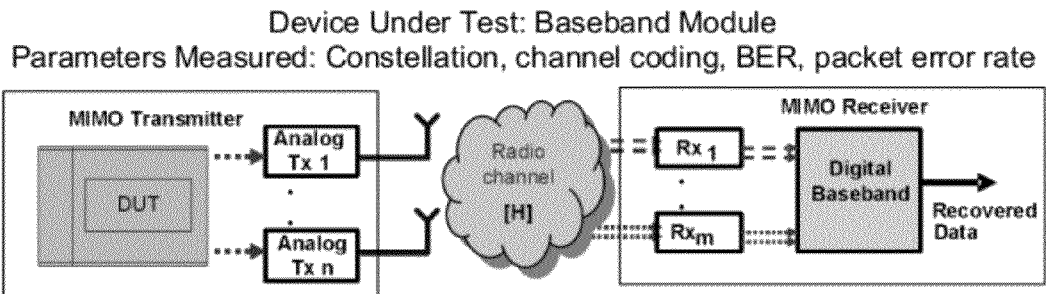 Device Under Test: Baseband Module
Parameters Measured: Constellation, channel coding, BER, packet error rate
MIMO Transmitter
DUT
Analog
Tx 1
Analog
Tx n
Radio
channel
[H]
MIMO Receiver
Rx 1
Rxm
Digital
Baseband
Recovered
Data